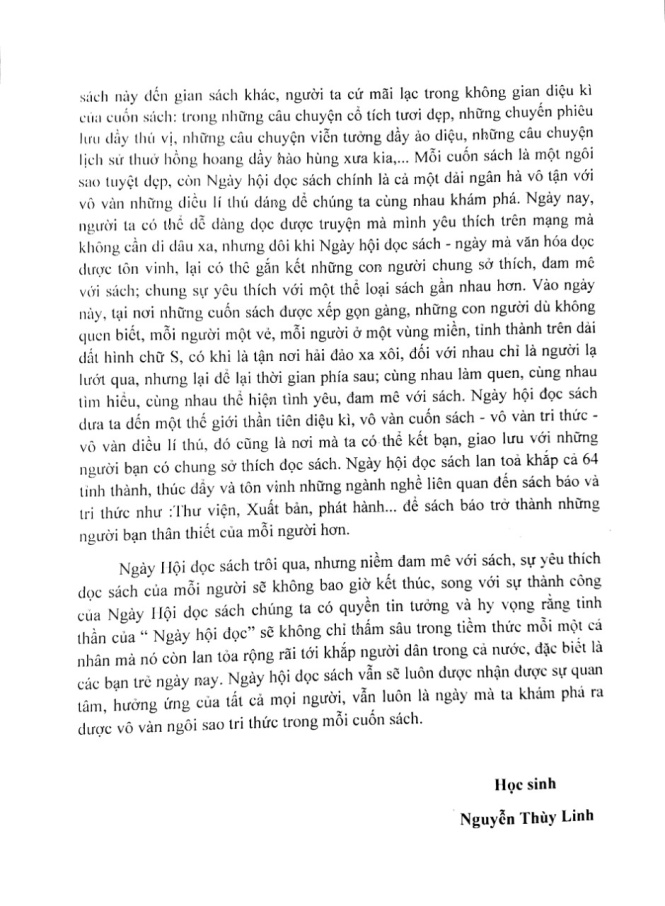 sách này đến gian sách khác, người ta cứ mãi lạc trong không gian diệu kì
của cuốn sách: trong những câu chuyện cổ tích tươi đẹp, những chuyến phiêu
lưu đầy thú vị, những câu chuyện viễn tưởng đầy ảo diệu, những câu chuyện
lịch sử thuở hồng hoang đầy hào hùng xưa kia,... Mỗi cuốn sách là một ngôi
sao tuyệt đẹp, còn Ngày hội đọc sách chính là cả một dải ngân hà vô tận với
vô vàn những điều lí thú đáng để chúng ta cùng nhau khám phá. Ngày nay,
người ta có thể dễ dàng đọc được truyện mà mình yêu thích trên mạng mà
không cần đi đâu xa, nhưng đôi khi Ngày hội đọc sách - ngày mà văn hóa đọc
được tôn vinh, lại có thể gắn kết những con người chung sở thích, đam mê
với sách; chung sự yêu thích với một thể loại sách gần nhau hơn. Vào ngày
này, tại nơi những cuốn sách được xếp gọn gàng, những con người dù không
quen biết, mỗi người một vẻ, mỗi người ở một vùng miền, tỉnh thành trên dải
đất hình chữ S, có khi là tận nơi hải đảo xa xôi, đối với nhau chỉ là người lạ
lướt qua, nhưng lại để lại thời gian phía sau; cùng nhau làm quen, cùng nhau
tìm hiểu, cùng nhau thể hiện tình yêu, đam mê với sách. Ngày hội đọc sách
đưa ta đến một thế giới thần tiên diệu kì, vô vàn cuốn sách - vô vàn tri thức -
vô vàn điều lí thú, đó cũng là nơi mà ta có thể kết bạn, giao lưu với những
người bạn có chung sở thích đọc sách. Ngày hội đọc sách lan toả khắp cả 64
tỉnh thành, thúc đẩy và tôn vinh những ngành nghề liên quan đến sách báo và
tri thức như :Thư viện, Xuất bản, phát hành... để sách báo trở thành những
người bạn thân thiết của mỗi người hơn.
Ngày Hội đọc sách trôi qua, nhưng niềm đam mê với sách, sự yêu thích
đọc sách của mỗi người sẽ không bao giờ kết thúc, song với sự thành công
của Ngày Hội đọc sách chúng ta có quyền tin tưởng và hy vọng rằng tinh
thần của “ Ngày hội đọc” sẽ không chỉ thấm sâu trong tiềm thức mỗi một cá
nhân mà nó còn lan tỏa rộng rãi tới khắp người dân trong cả nước, đặc biệt là
các bạn trẻ ngày nay. Ngày hội đọc sách vẫn sẽ luôn được nhận được sự quan
tâm, hưởng ứng của tất cả mọi người, vẫn luôn là ngày mà ta khám phá ra
được vô vàn ngôi sao tri thức trong mỗi cuốn sách.
Học sinh
Nguyễn Thùy Linh